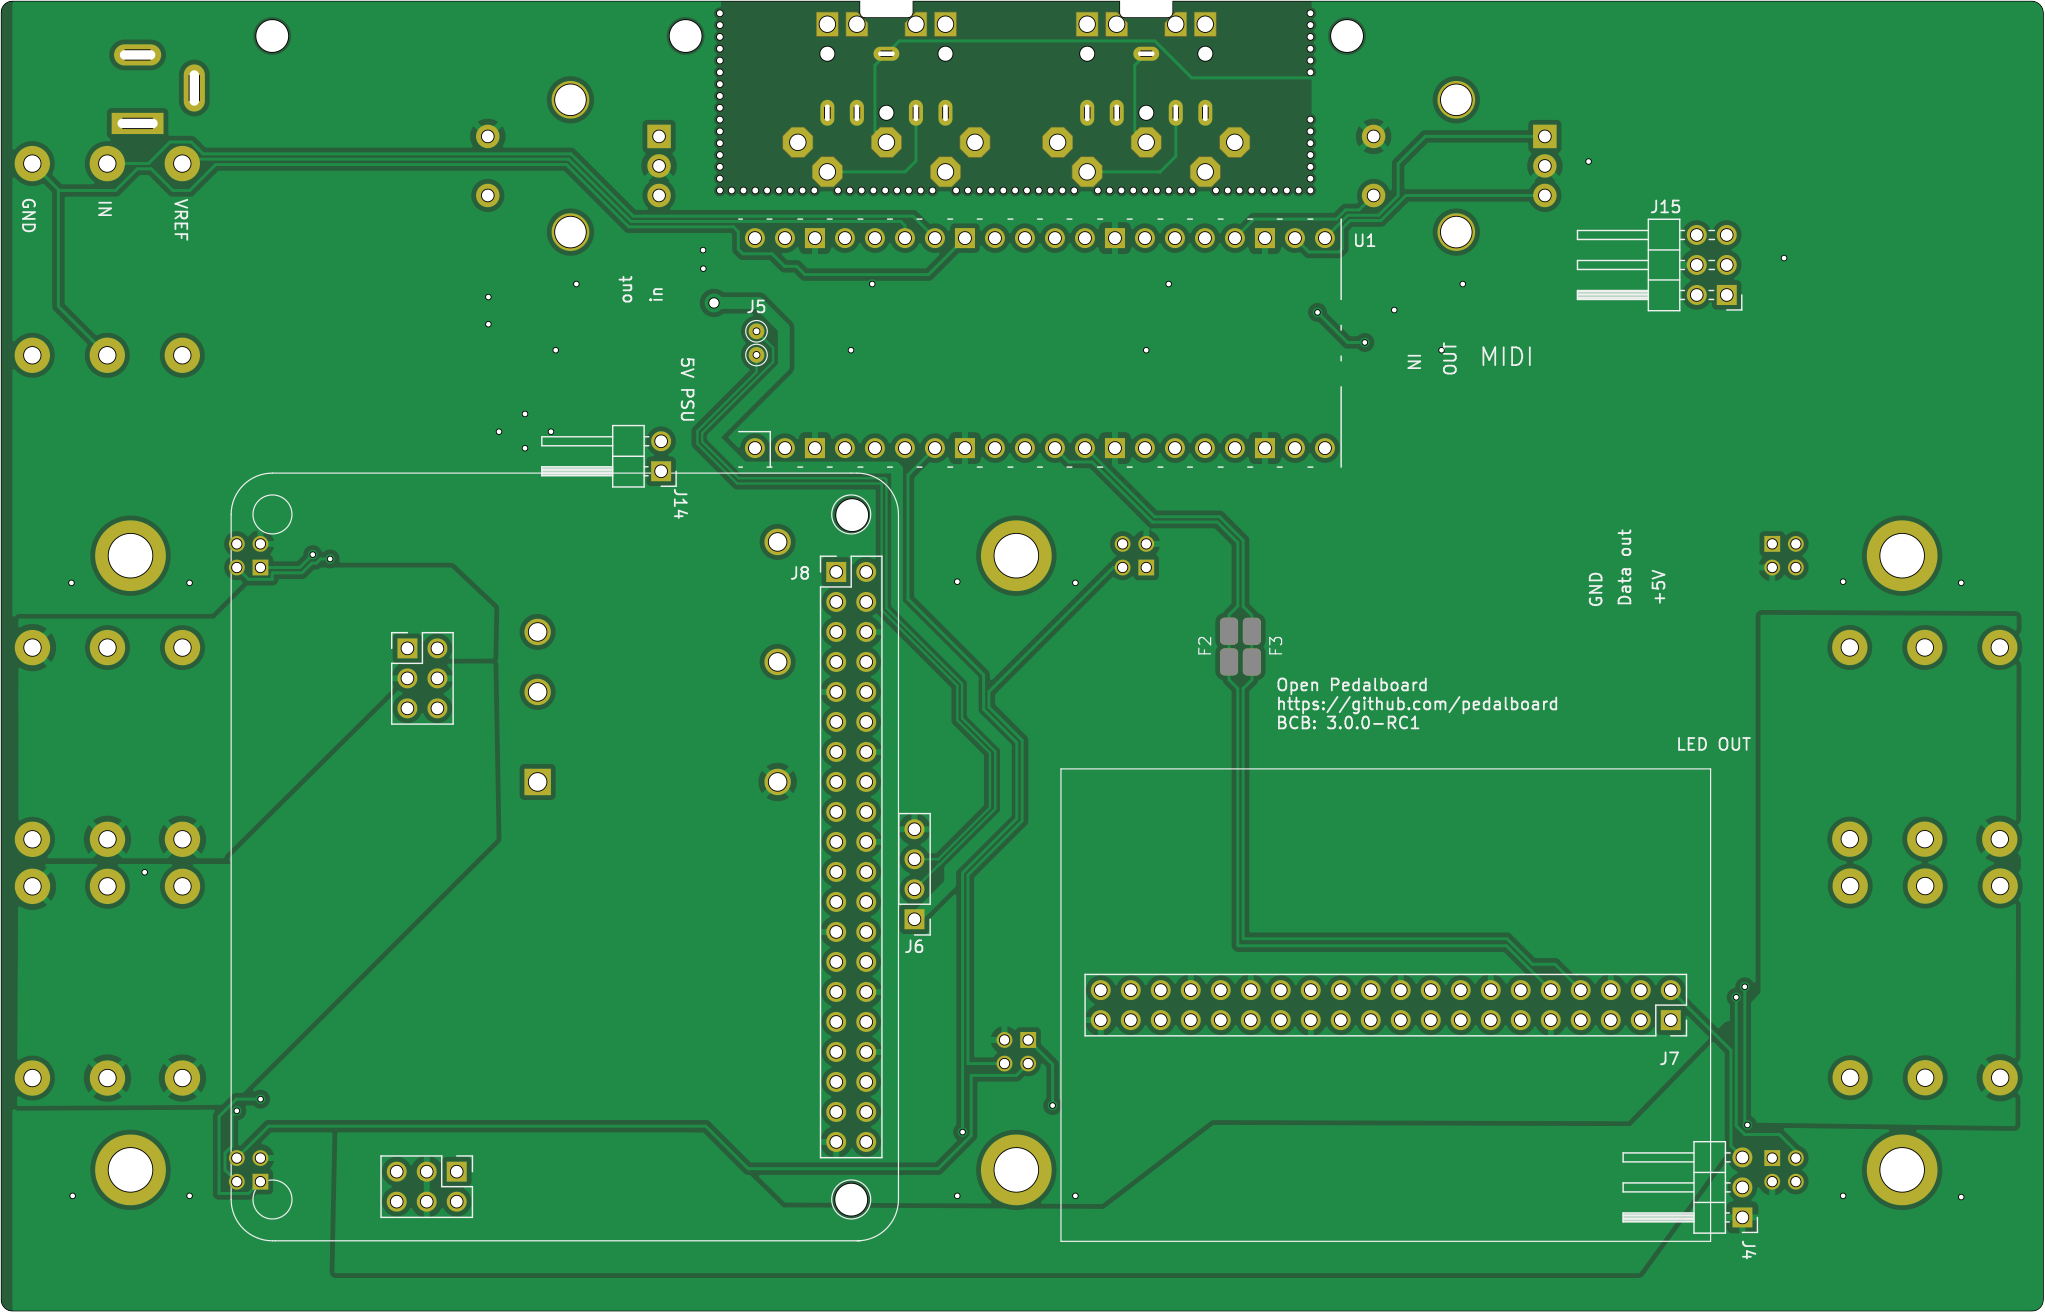 GND
IN
VREF
J15
U1
out
in
J5
5V PSU
IN
OUT
MIDI
J14
J8
GND
Data out
+5V
F2
F3
Open Pedalboard
https://github.com/pedalboard
BCB: 3.0.0-RC1
LED OUT
J6
J7
J4